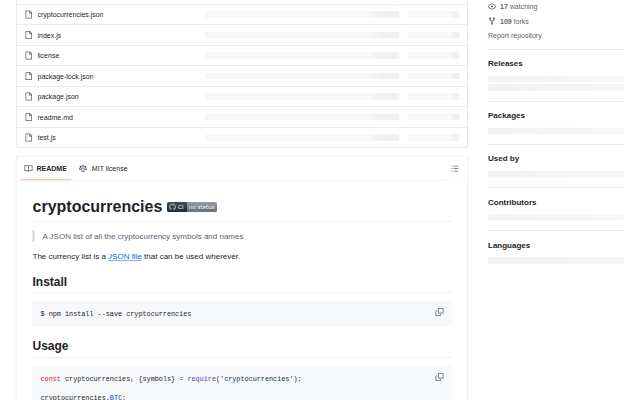 cryptocurrencies.json
index.js
license
package-lock.json
package.json
readme.md
test.js
README
MIT license
cryptocurrencies
CI no status
A JSON list of all the cryptocurrency symbols and names
The currency list is a JSON file that can be used wherever.
Install
$ npm install --save cryptocurrencies
Usage
const cryptocurrencies, {symbols} = require('cryptocurrencies');
cryptocurrencies.BTC;
17 watching
109 forks
Report repository
Releases
Packages
Used by
Contributors
Languages